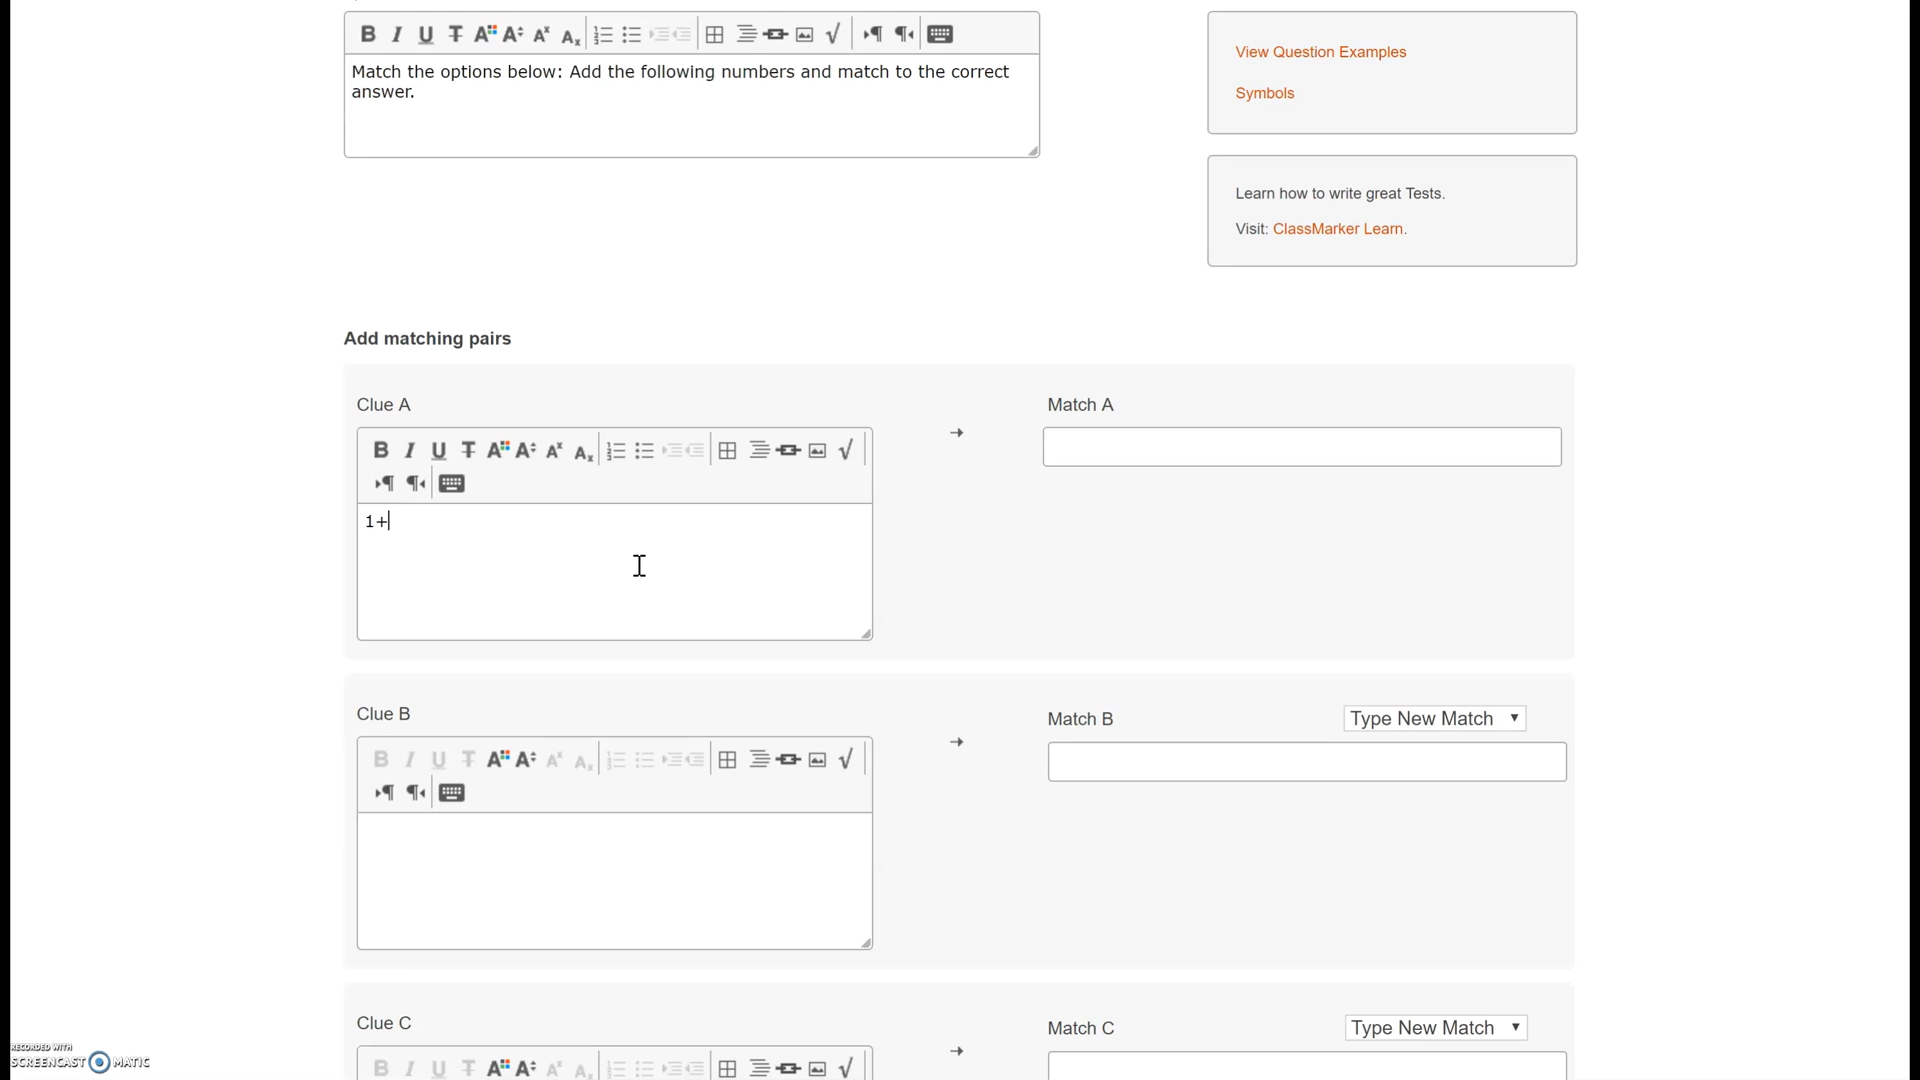 View Question Examples
Match the options below: Add the following numbers and match to the correct
answer.
Symbols
Learn how to write great Tests.
Visit: ClassMarker Learn.
Add matching pairs
Clue A
Match A
1+
Clue B
Match B
Type New Match
Clue C
Match C
Type New Match
RECORDED WITH
SCREENCAST MATIC